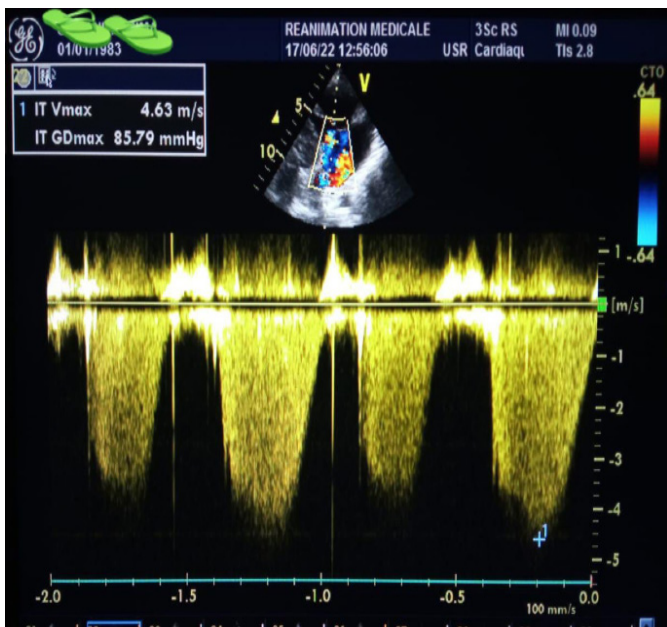 REANIMATION MEDICALE
3Sc RS
MI 0.09
01/01/1983
17/06/22 12:56:06
USR
Cardiaqu
TIs 2.8
1 IT Vmax 4.63 m/s
IT GDmax 85.79 mmHg
V
5
10
CTO
.64
-.64
1
[m/s]
-1
-2
-3
-4
-5
1
-2.0
-1.5
-1.0
-0.5
0.0
100 mm/s